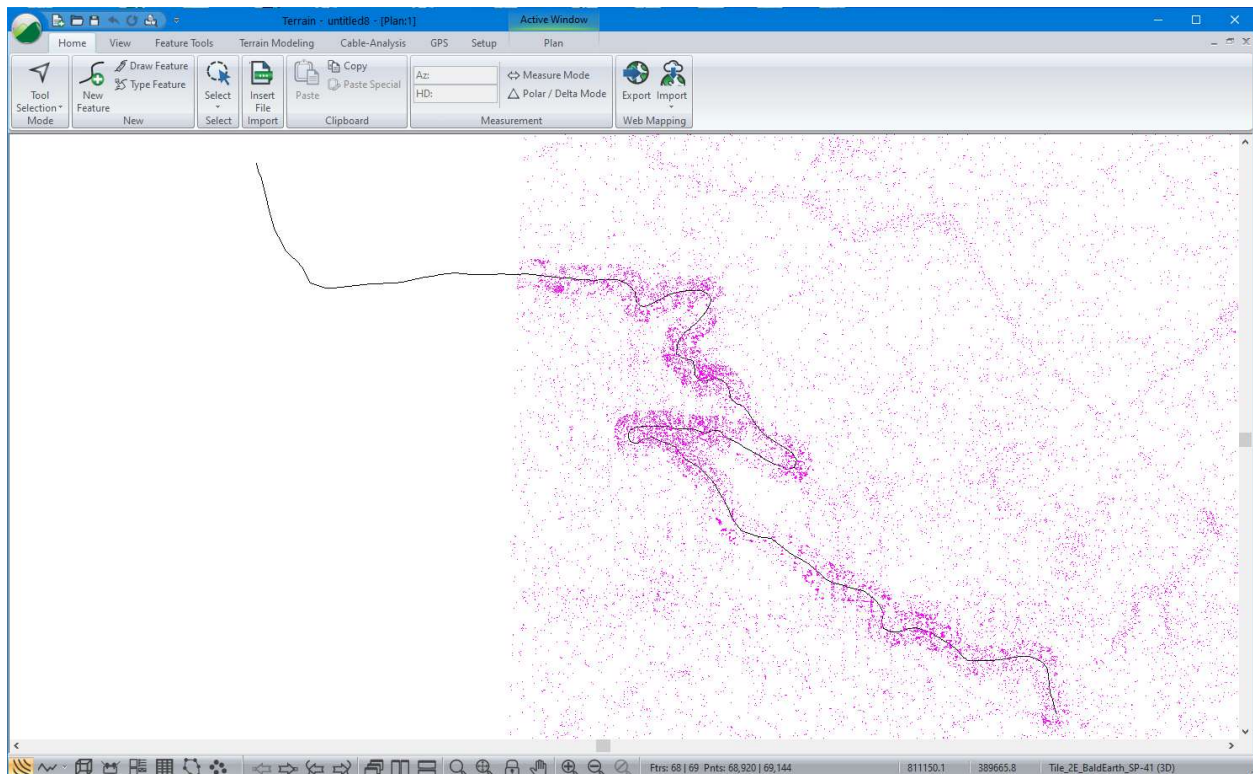 Terrain - untitled8 - [Plan:1]
Active Window
Home View Feature Tools Terrain Modeling Cable-Analysis GPS Setup Plan
Tool Selection Mode
New Feature
Draw Feature
Type Feature
New
Select
Select
Insert File
Import
Paste
Copy
Paste Special
Clipboard
Az:
HD:
Measure Mode
Polar / Delta Mode
Measurement
Export
Import
Web Mapping
Ftrs: 68 | 69 Pnts: 68,920 | 69,144 811150.1 389665.8 Tile_2E_BaldEarth_SP-41 (3D)